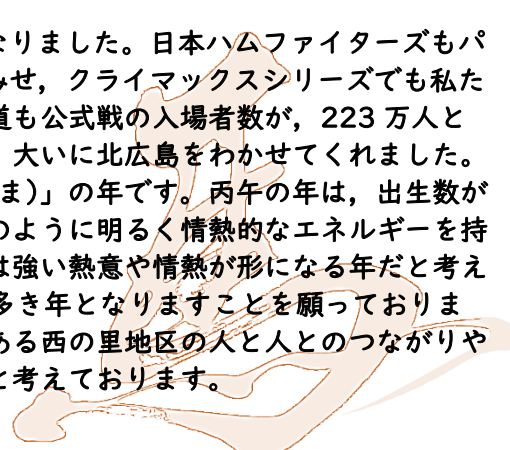 なりました。日本ハムファイターズもパ
みせ，クライマックスシリーズでも私た
道も公式戦の入場者数が，223 万人と
，大いに北広島をわかせてくれました。
ま）」の年です。丙午の年は，出生数が
のように明るく情熱的なエネルギーを持
は強い熱意や情熱が形になる年だと考え
多き年となりますことを願っておりま
ある西の里地区の人と人とのつながりや
と考えております。